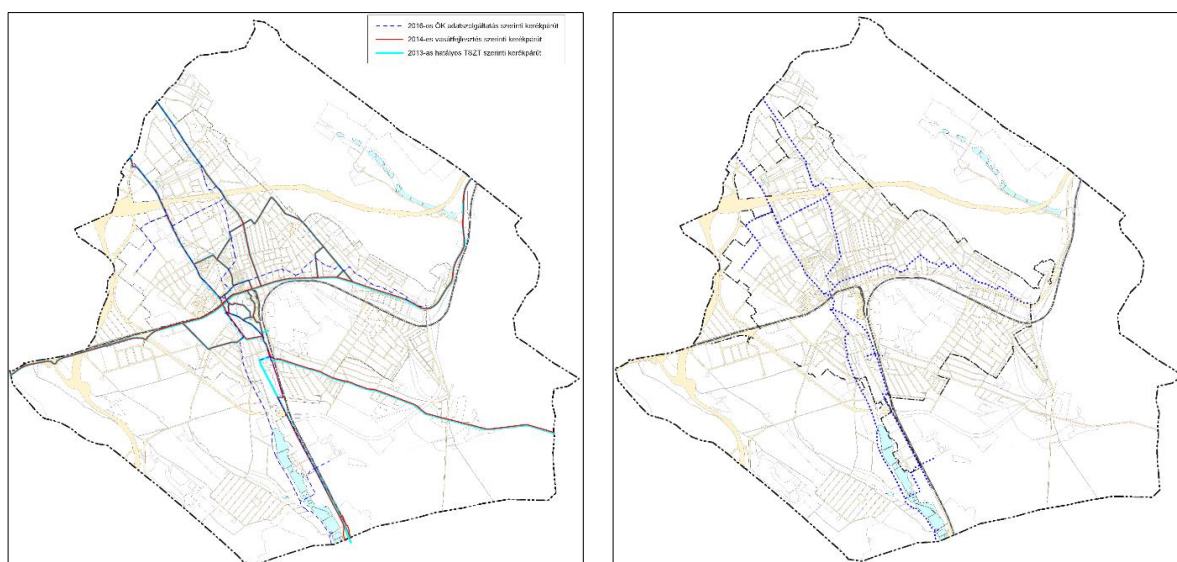 2016-os ÖK adatszolgáltatás szerinti kerékpárút
2014-es vasútfejlesztés szerinti kerékpárút
2013-as hatályos TSZT szerinti kerékpárút